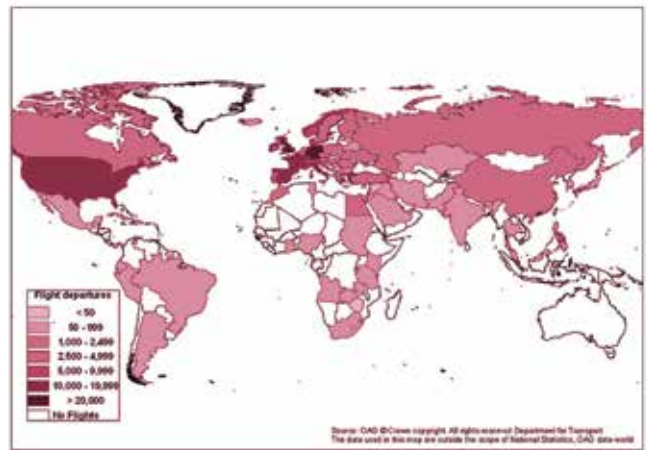 Flight departures
< 50
50 - 999
1,000 - 2,499
2,500 - 4,999
5,000 - 9,999
10,000 - 19,999
> 20,000
No Flights
Source: OAG © Crown copyright. All rights reserved Department for Transport
The data used in this map are outside the scope of National Statistics, OAG data-world